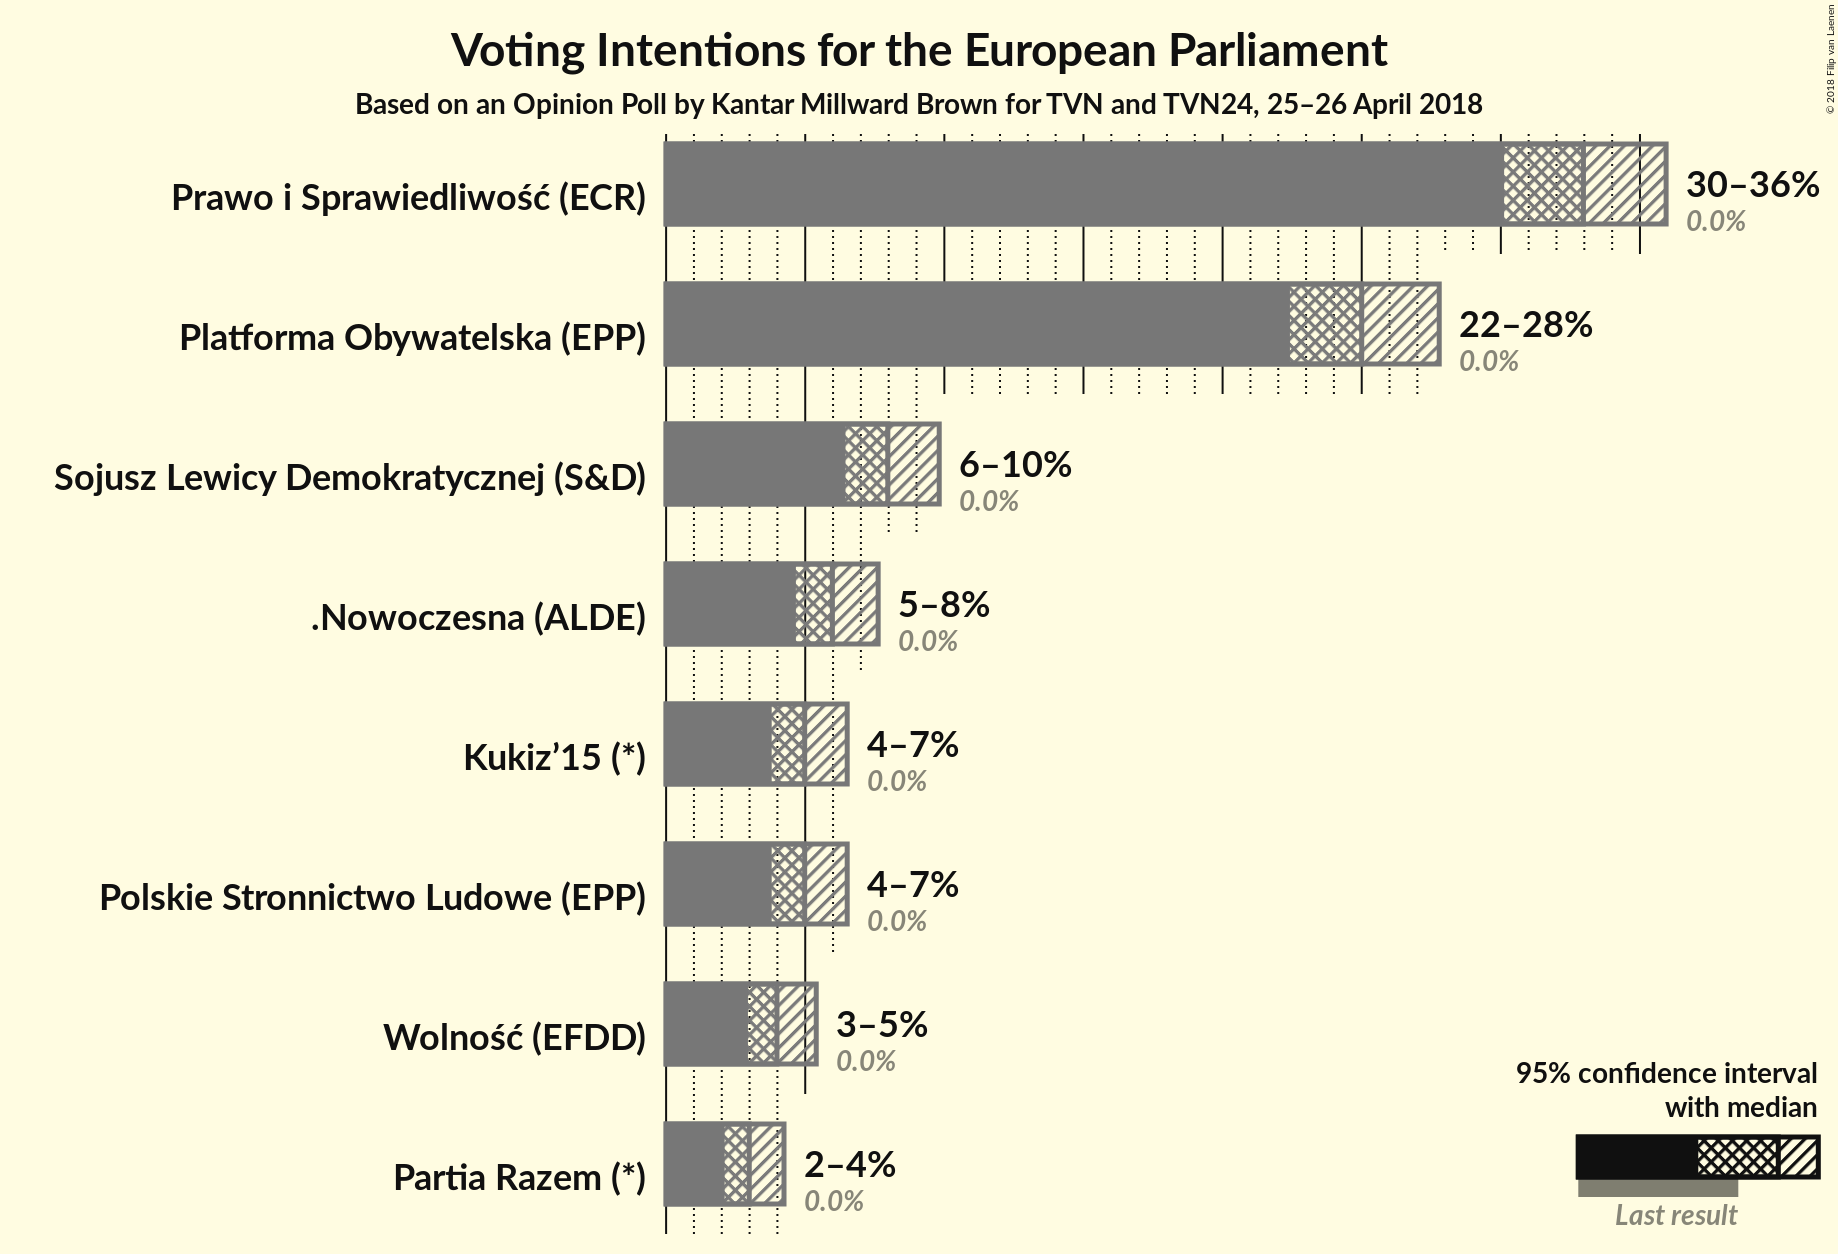 Voting Intentions for the European Parliament
Based on an Opinion Poll by Kantar Millward Brown for TVN and TVN24, 25–26 April 2018
© 2018 Filip van Laenen
Prawo i Sprawiedliwość (ECR)
30–36%
0.0%
Platforma Obywatelska (EPP)
22–28%
0.0%
Sojusz Lewicy Demokratycznej (S&D)
6–10%
0.0%
.Nowoczesna (ALDE)
5–8%
0.0%
Kukiz’15 (*)
4–7%
0.0%
Polskie Stronnictwo Ludowe (EPP)
4–7%
0.0%
Wolność (EFDD)
3–5%
0.0%
Partia Razem (*)
2–4%
0.0%
95% confidence interval
with median
Last result